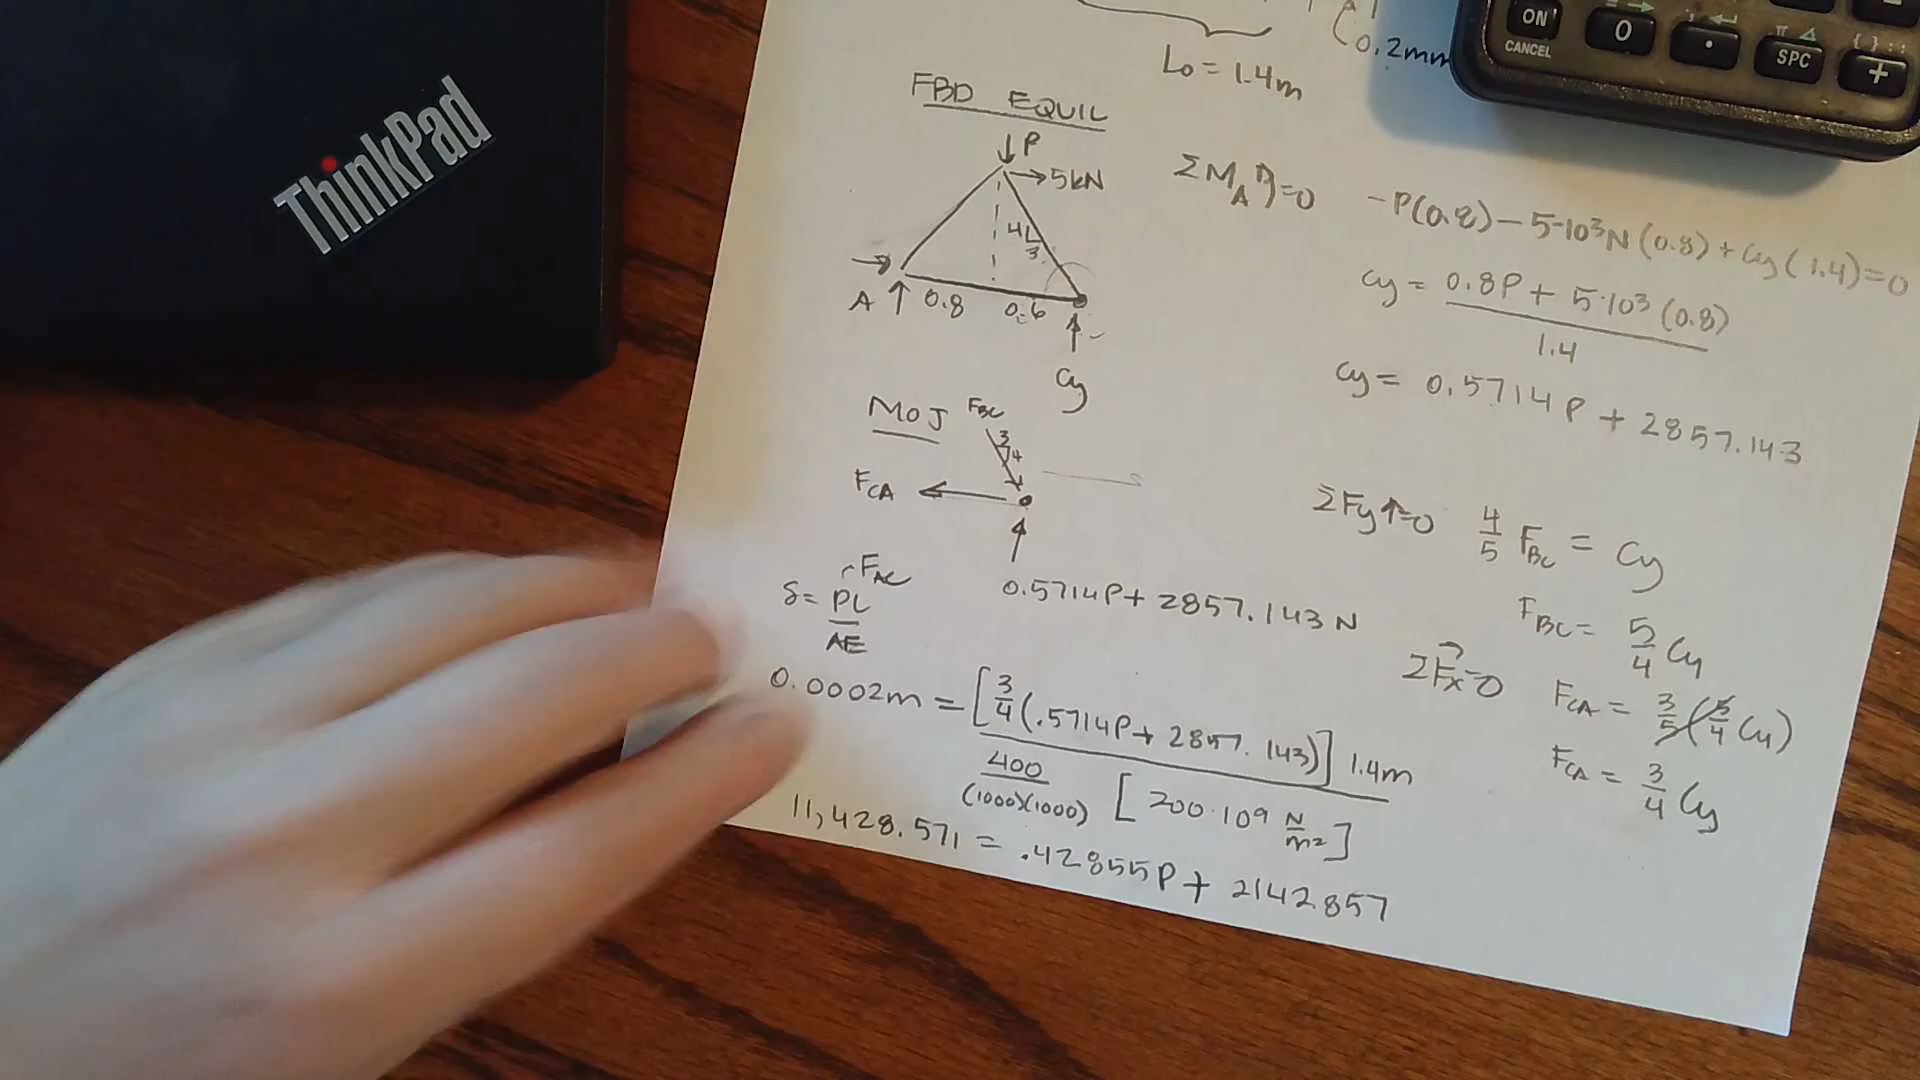 ThinkPad
ON
CANCEL
0
.
π
SPC
{ } : :
+
0.2mm
L0 = 1.4m
FBD EQUIL
P
5kN
4
3
A
0.8
0.6
Cy
ΣMA=0 -P(0.8) - 5·10³N (0.8) + Cy (1.4)=0
Cy = 0.8P + 5·10³ (0.8)
1.4
Cy = 0.5714P + 2857.143
MOJ
FBC
3
4
FCA
0.5714P + 2857.143 N
ΣFy↑=0 4/5 FBC = Cy
FBC = 5/4 Cy
ΣFx=0 FCA = 3/5 (5/4 Cy)
FCA = 3/4 Cy
FAC
δ = PL
AE
0.0002m = [3/4 (.5714P + 2857.143)] 1.4m
400
(1000)(1000) [200·10⁹ N/m²]
11,428.571 = .42855P + 2142.857